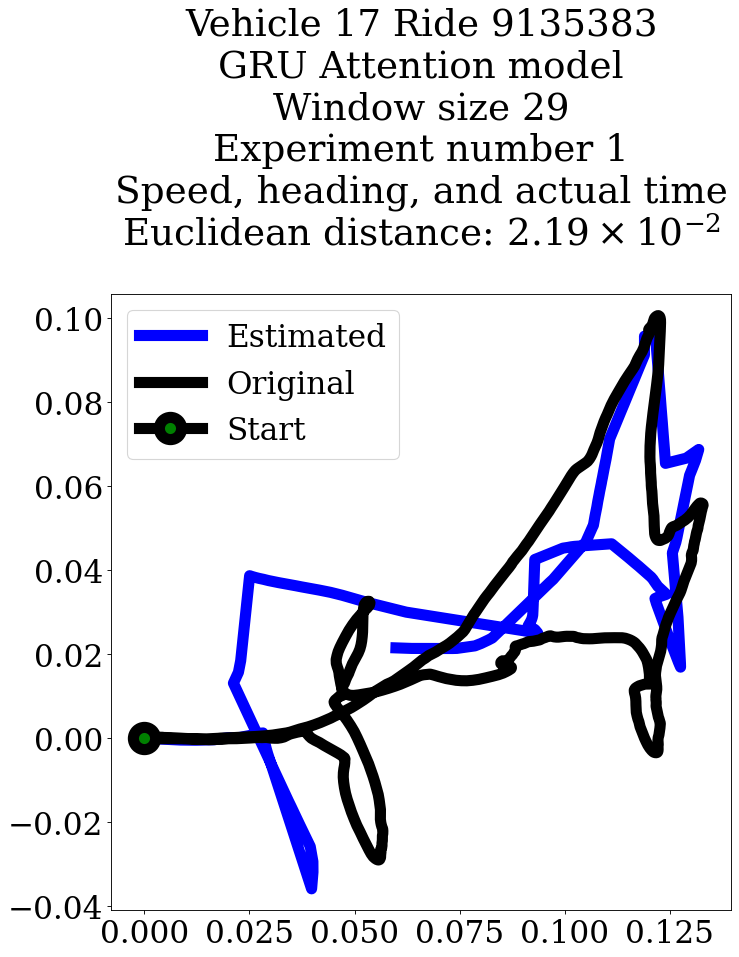 Vehicle 17 Ride 9135383
GRU Attention model
Window size 29
Experiment number 1
Speed, heading, and actual time
Euclidean distance: 2.19 × 10⁻²
Estimated
Original
Start
0.10
0.08
0.06
0.04
0.02
0.00
−0.02
−0.04
0.000 0.025 0.050 0.075 0.100 0.125